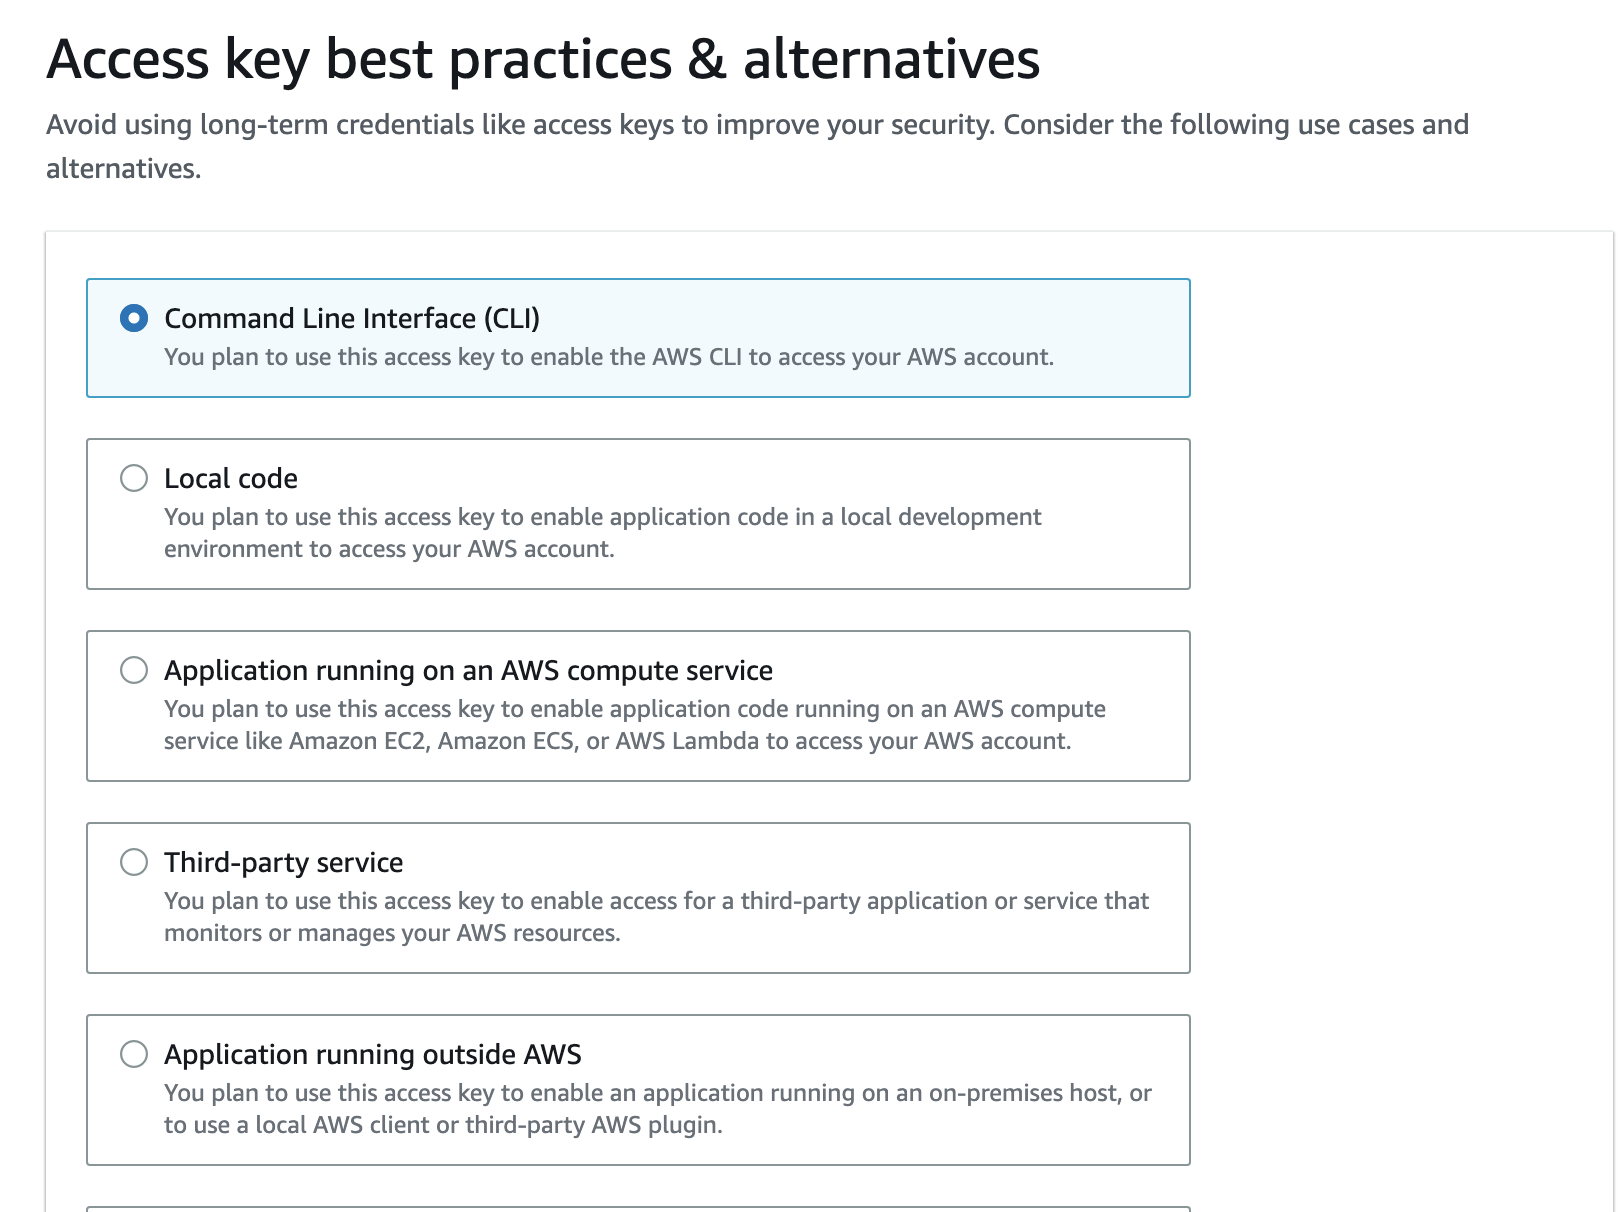 Access key best practices & alternatives
Avoid using long-term credentials like access keys to improve your security. Consider the following use cases and
alternatives.
Command Line Interface (CLI)
You plan to use this access key to enable the AWS CLI to access your AWS account.
Local code
You plan to use this access key to enable application code in a local development
environment to access your AWS account.
Application running on an AWS compute service
You plan to use this access key to enable application code running on an AWS compute
service like Amazon EC2, Amazon ECS, or AWS Lambda to access your AWS account.
Third-party service
You plan to use this access key to enable access for a third-party application or service that
monitors or manages your AWS resources.
Application running outside AWS
You plan to use this access key to enable an application running on an on-premises host, or
to use a local AWS client or third-party AWS plugin.